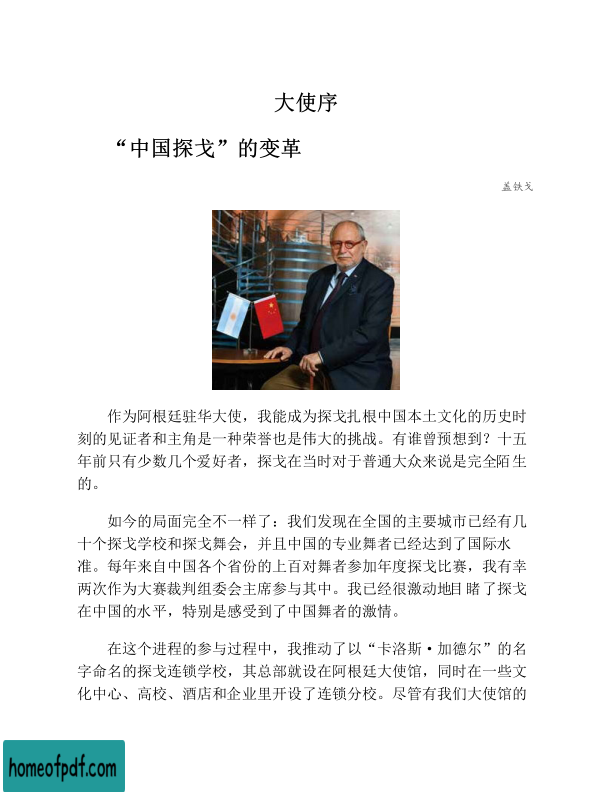 大使序
“中国探戈”的变革
盖铁戈
作为阿根廷驻华大使，我能成为探戈扎根中国本土文化的历史时
刻的见证者和主角是一种荣誉也是伟大的挑战。有谁曾预想到？十五
年前只有少数几个爱好者，探戈在当时对于普通大众来说是完全陌生
的。
如今的局面完全不一样了：我们发现在全国的主要城市已经有几
十个探戈学校和探戈舞会，并且中国的专业舞者已经达到了国际水
准。每年来自中国各个省份的上百对舞者参加年度探戈比赛，我有幸
两次作为大赛裁判组委会主席参与其中。我已经很激动地目睹了探戈
在中国的水平，特别是感受到了中国舞者的激情。
在这个进程的参与过程中，我推动了以“卡洛斯·加德尔”的名
字命名的探戈连锁学校，其总部就设在阿根廷大使馆，同时在一些文
化中心、高校、酒店和企业里开设了连锁分校。尽管有我们大使馆的
homeofpdf.com